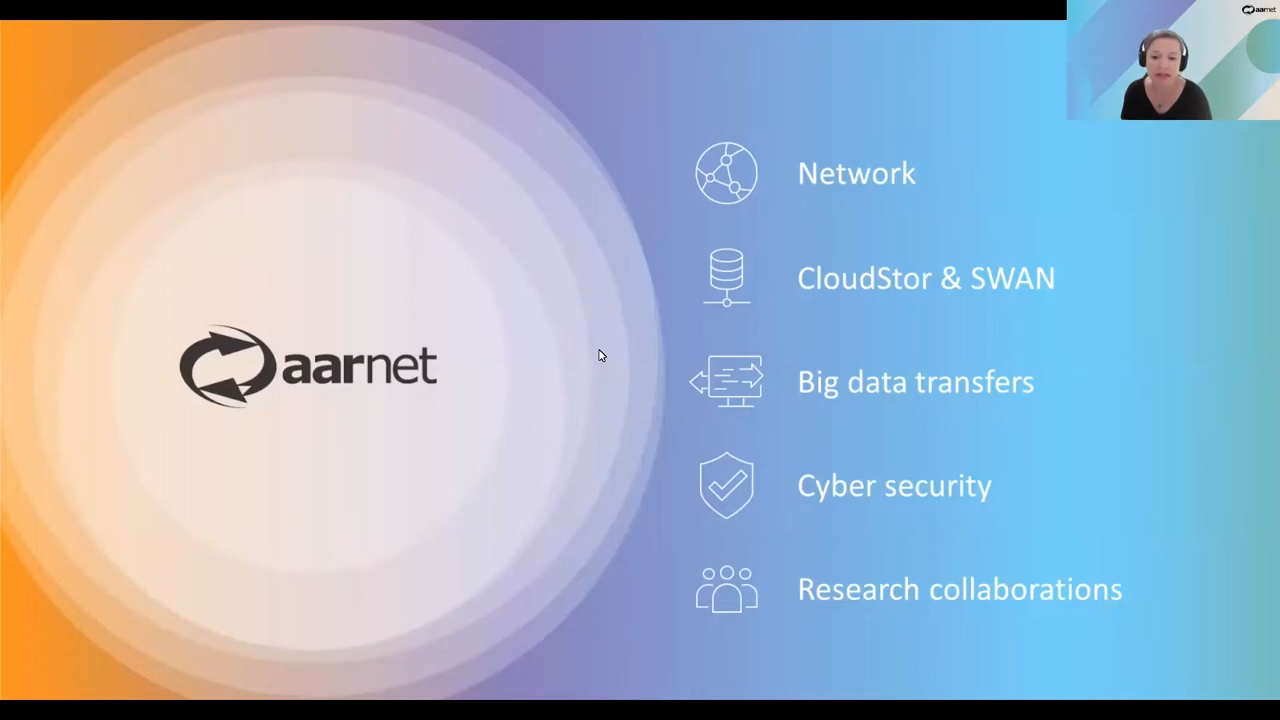 aarnet
Network
CloudStor & SWAN
aarnet
Big data transfers
Cyber security
Research collaborations